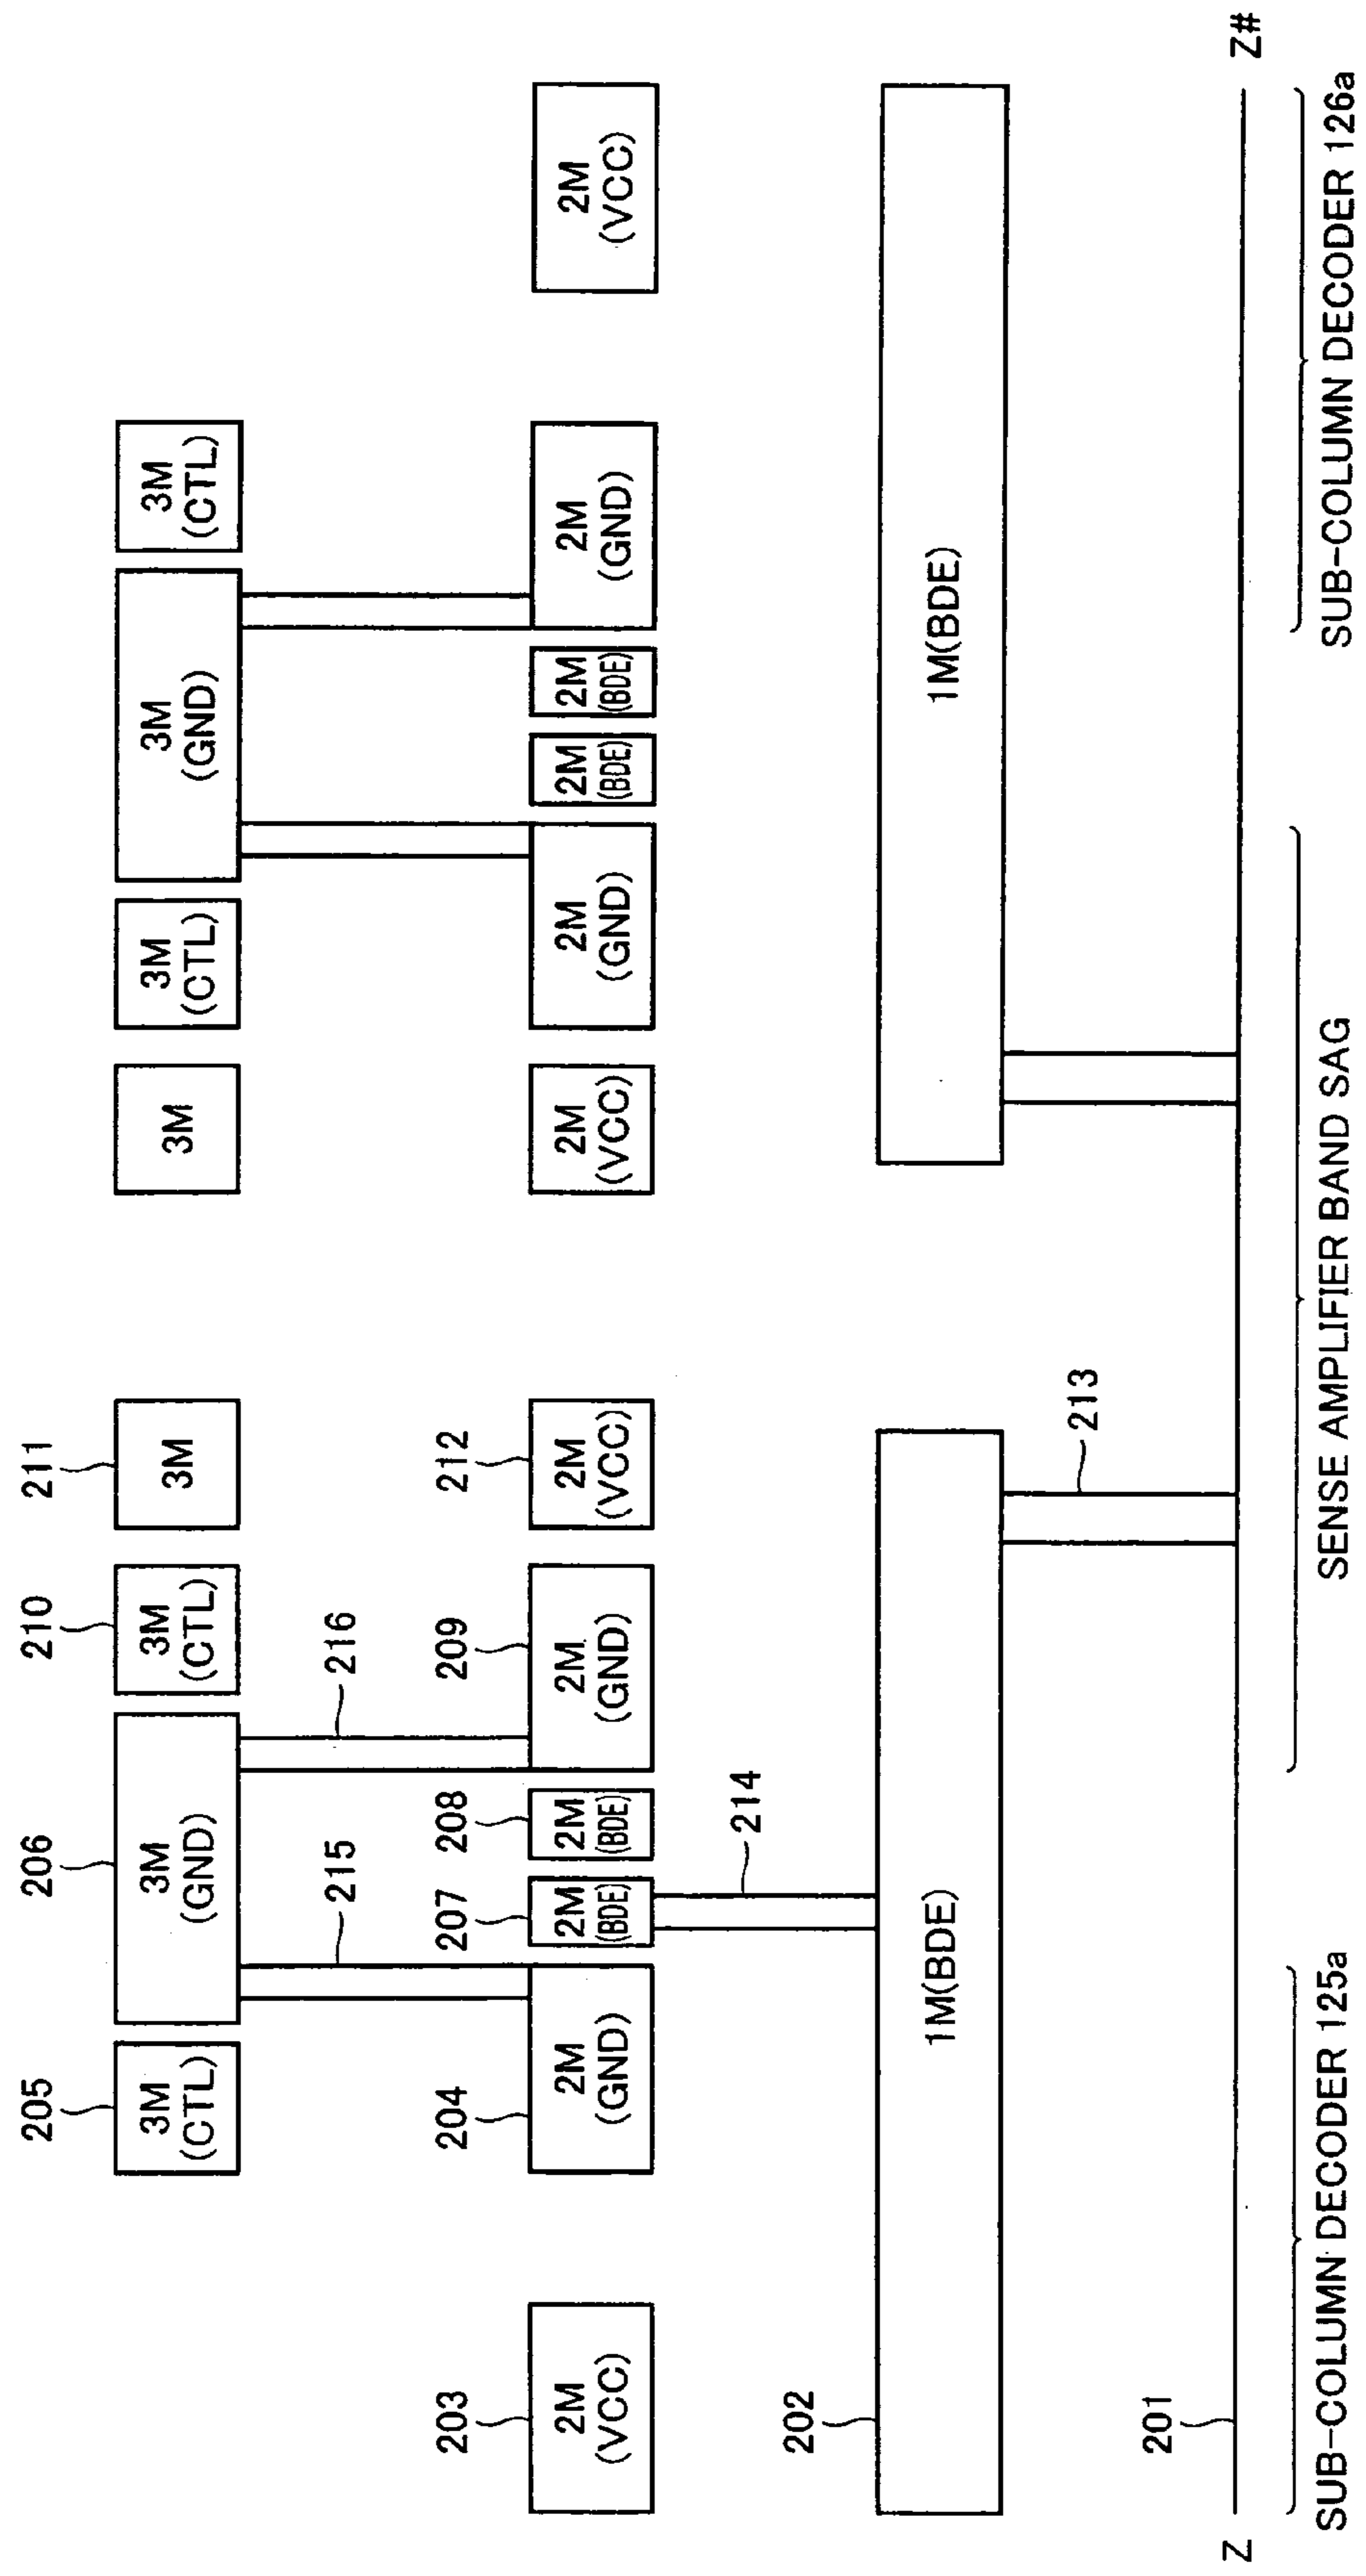 205
206
210
211
3M
(CTL)
3M
(GND)
3M
(CTL)
3M
3M
3M
(CTL)
3M
(GND)
3M
(CTL)
215
216
203
204
207
208
209
212
2M
(VCC)
2M
(GND)
2M
(BDE)
2M
(BDE)
2M
(GND)
2M
(VCC)
2M
(VCC)
2M
(GND)
2M
(BDE)
2M
(BDE)
2M
(GND)
2M
(VCC)
214
202
1M(BDE)
1M(BDE)
213
201
Z
Z#
SUB-COLUMN DECODER 125a
SENSE AMPLIFIER BAND SAG
SUB-COLUMN DECODER 126a